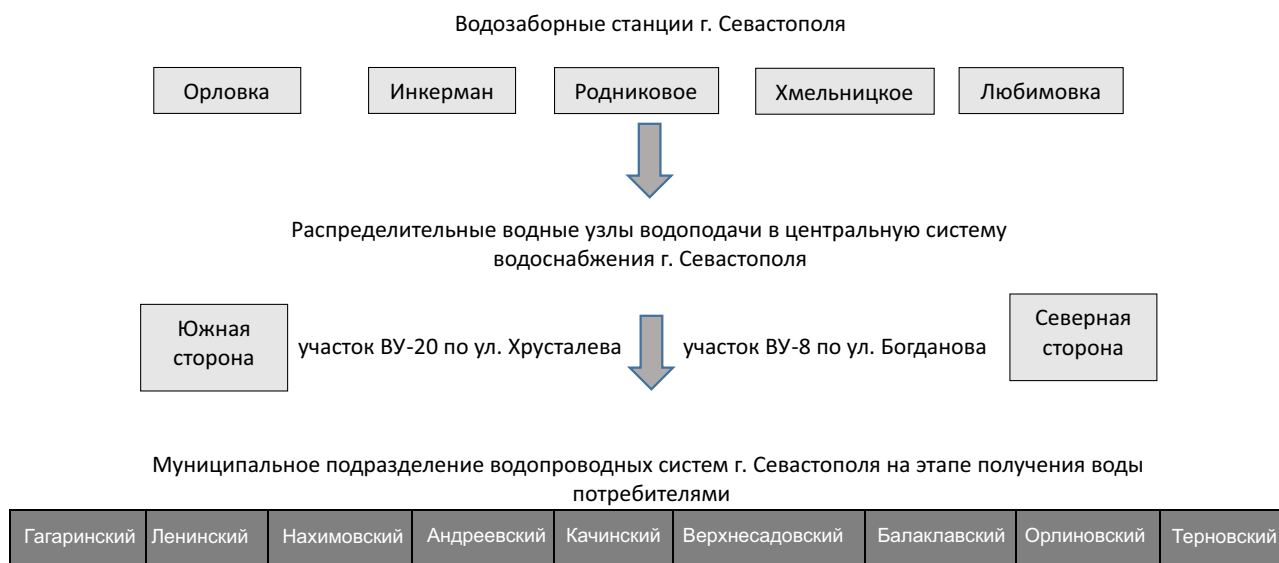 Водозаборные станции г. Севастополя
Орловка
Инкерман
Родниковое
Хмельницкое
Любимовка
Распределительные водные узлы водоподачи в центральную систему
водоснабжения г. Севастополя
Южная
сторона
участок ВУ-20 по ул. Хрусталева
участок ВУ-8 по ул. Богданова
Северная
сторона
Муниципальное подразделение водопроводных систем г. Севастополя на этапе получения воды
потребителями
Гагаринский
Ленинский
Нахимовский
Андреевский
Качинский
Верхнесадовский
Балаклавский
Орлиновский
Терновский